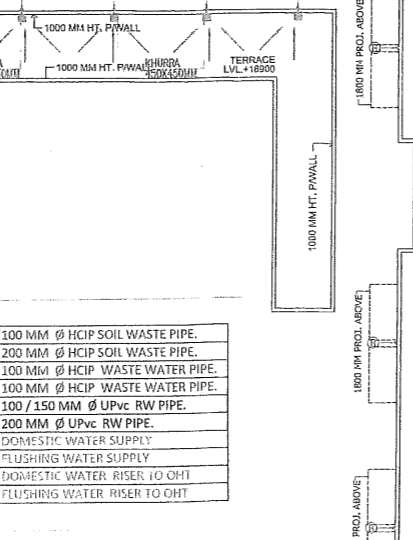 1000 MM HT. P/WALL
1000 MM HT. P/WALL
KHURRA
450X450MM
TERRACE
LVL.+18900
1000 MM HT. P/WALL
1800 MM PROJ. ABOVE
1800 MM PROJ. ABOVE
PROJ. ABOVE
100 MM Ø HCIP SOIL WASTE PIPE.
200 MM Ø HCIP SOIL WASTE PIPE.
100 MM Ø HCIP WASTE WATER PIPE.
100 MM Ø HCIP WASTE WATER PIPE.
100 / 150 MM Ø UPvc RW PIPE.
200 MM Ø UPvc RW PIPE.
DOMESTIC WATER SUPPLY
FLUSHING WATER SUPPLY
DOMESTIC WATER RISER TO OHT
FLUSHING WATER RISER TO OHT